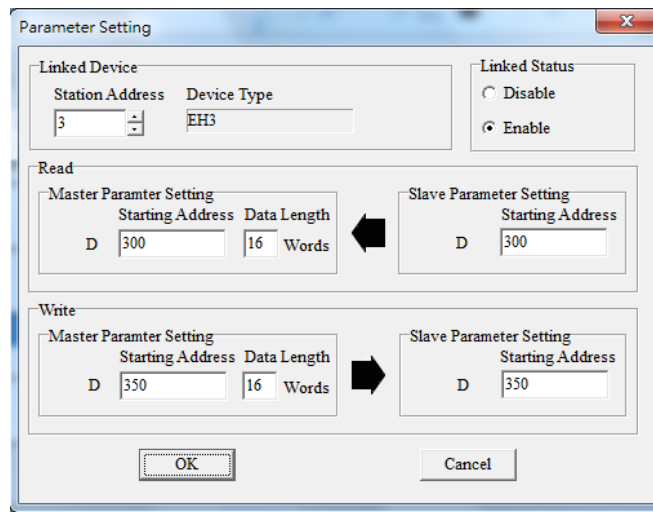 Parameter Setting
Linked Device
Station Address Device Type
3 EH3
Linked Status
Disable
Enable
Read
Master Paramter Setting
Starting Address Data Length
D 300 16 Words
Slave Parameter Setting
Starting Address
D 300
Write
Master Paramter Setting
Starting Address Data Length
D 350 16 Words
Slave Parameter Setting
Starting Address
D 350
OK Cancel